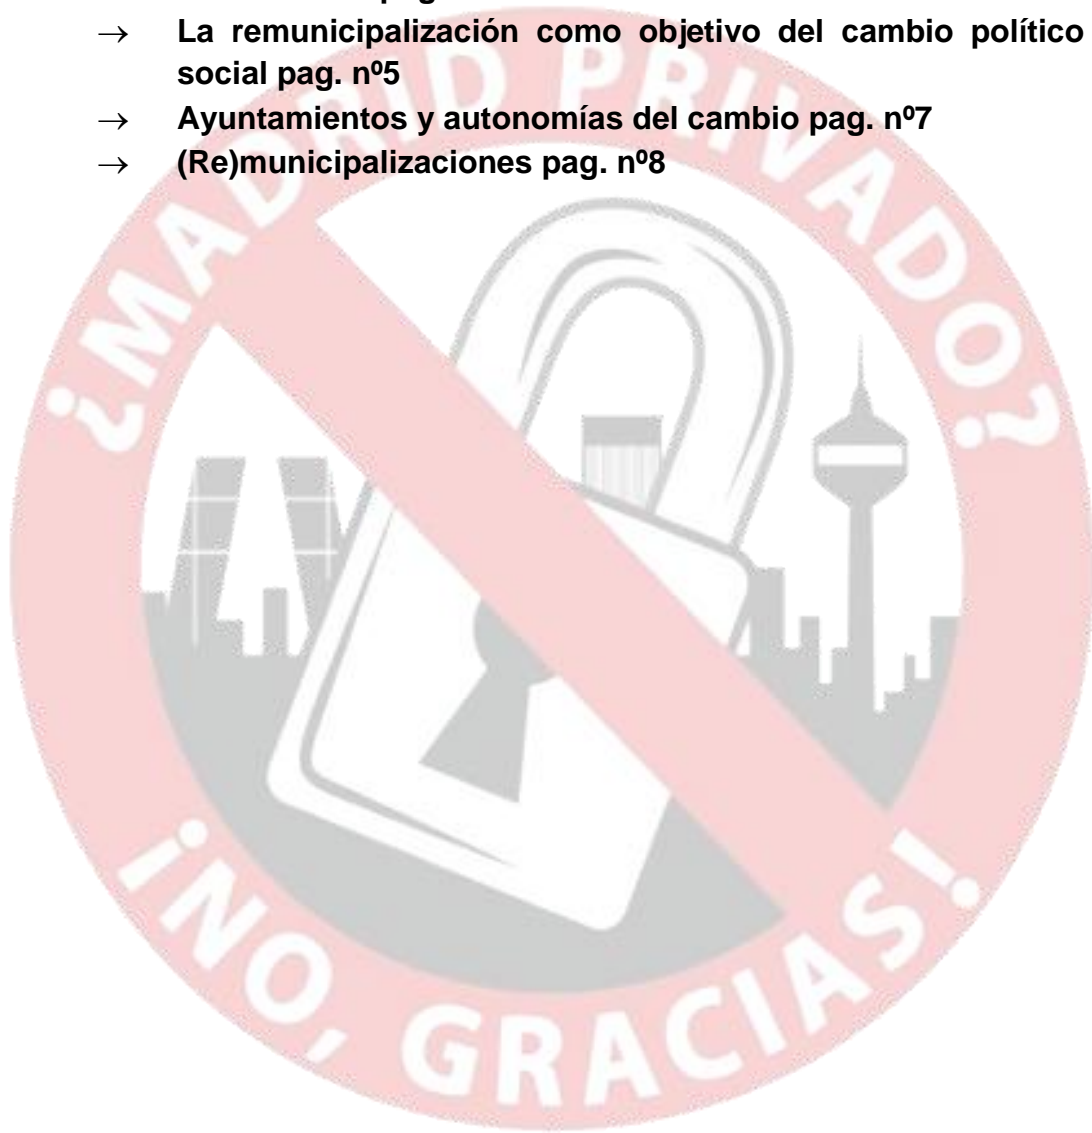 pag
→ La remunicipalización como objetivo del cambio político
social pag. nº5
→ Ayuntamientos y autonomías del cambio pag. nº7
→ (Re)municipalizaciones pag. nº8
¿MADRID PRIVADO?
¡NO, GRACIAS!